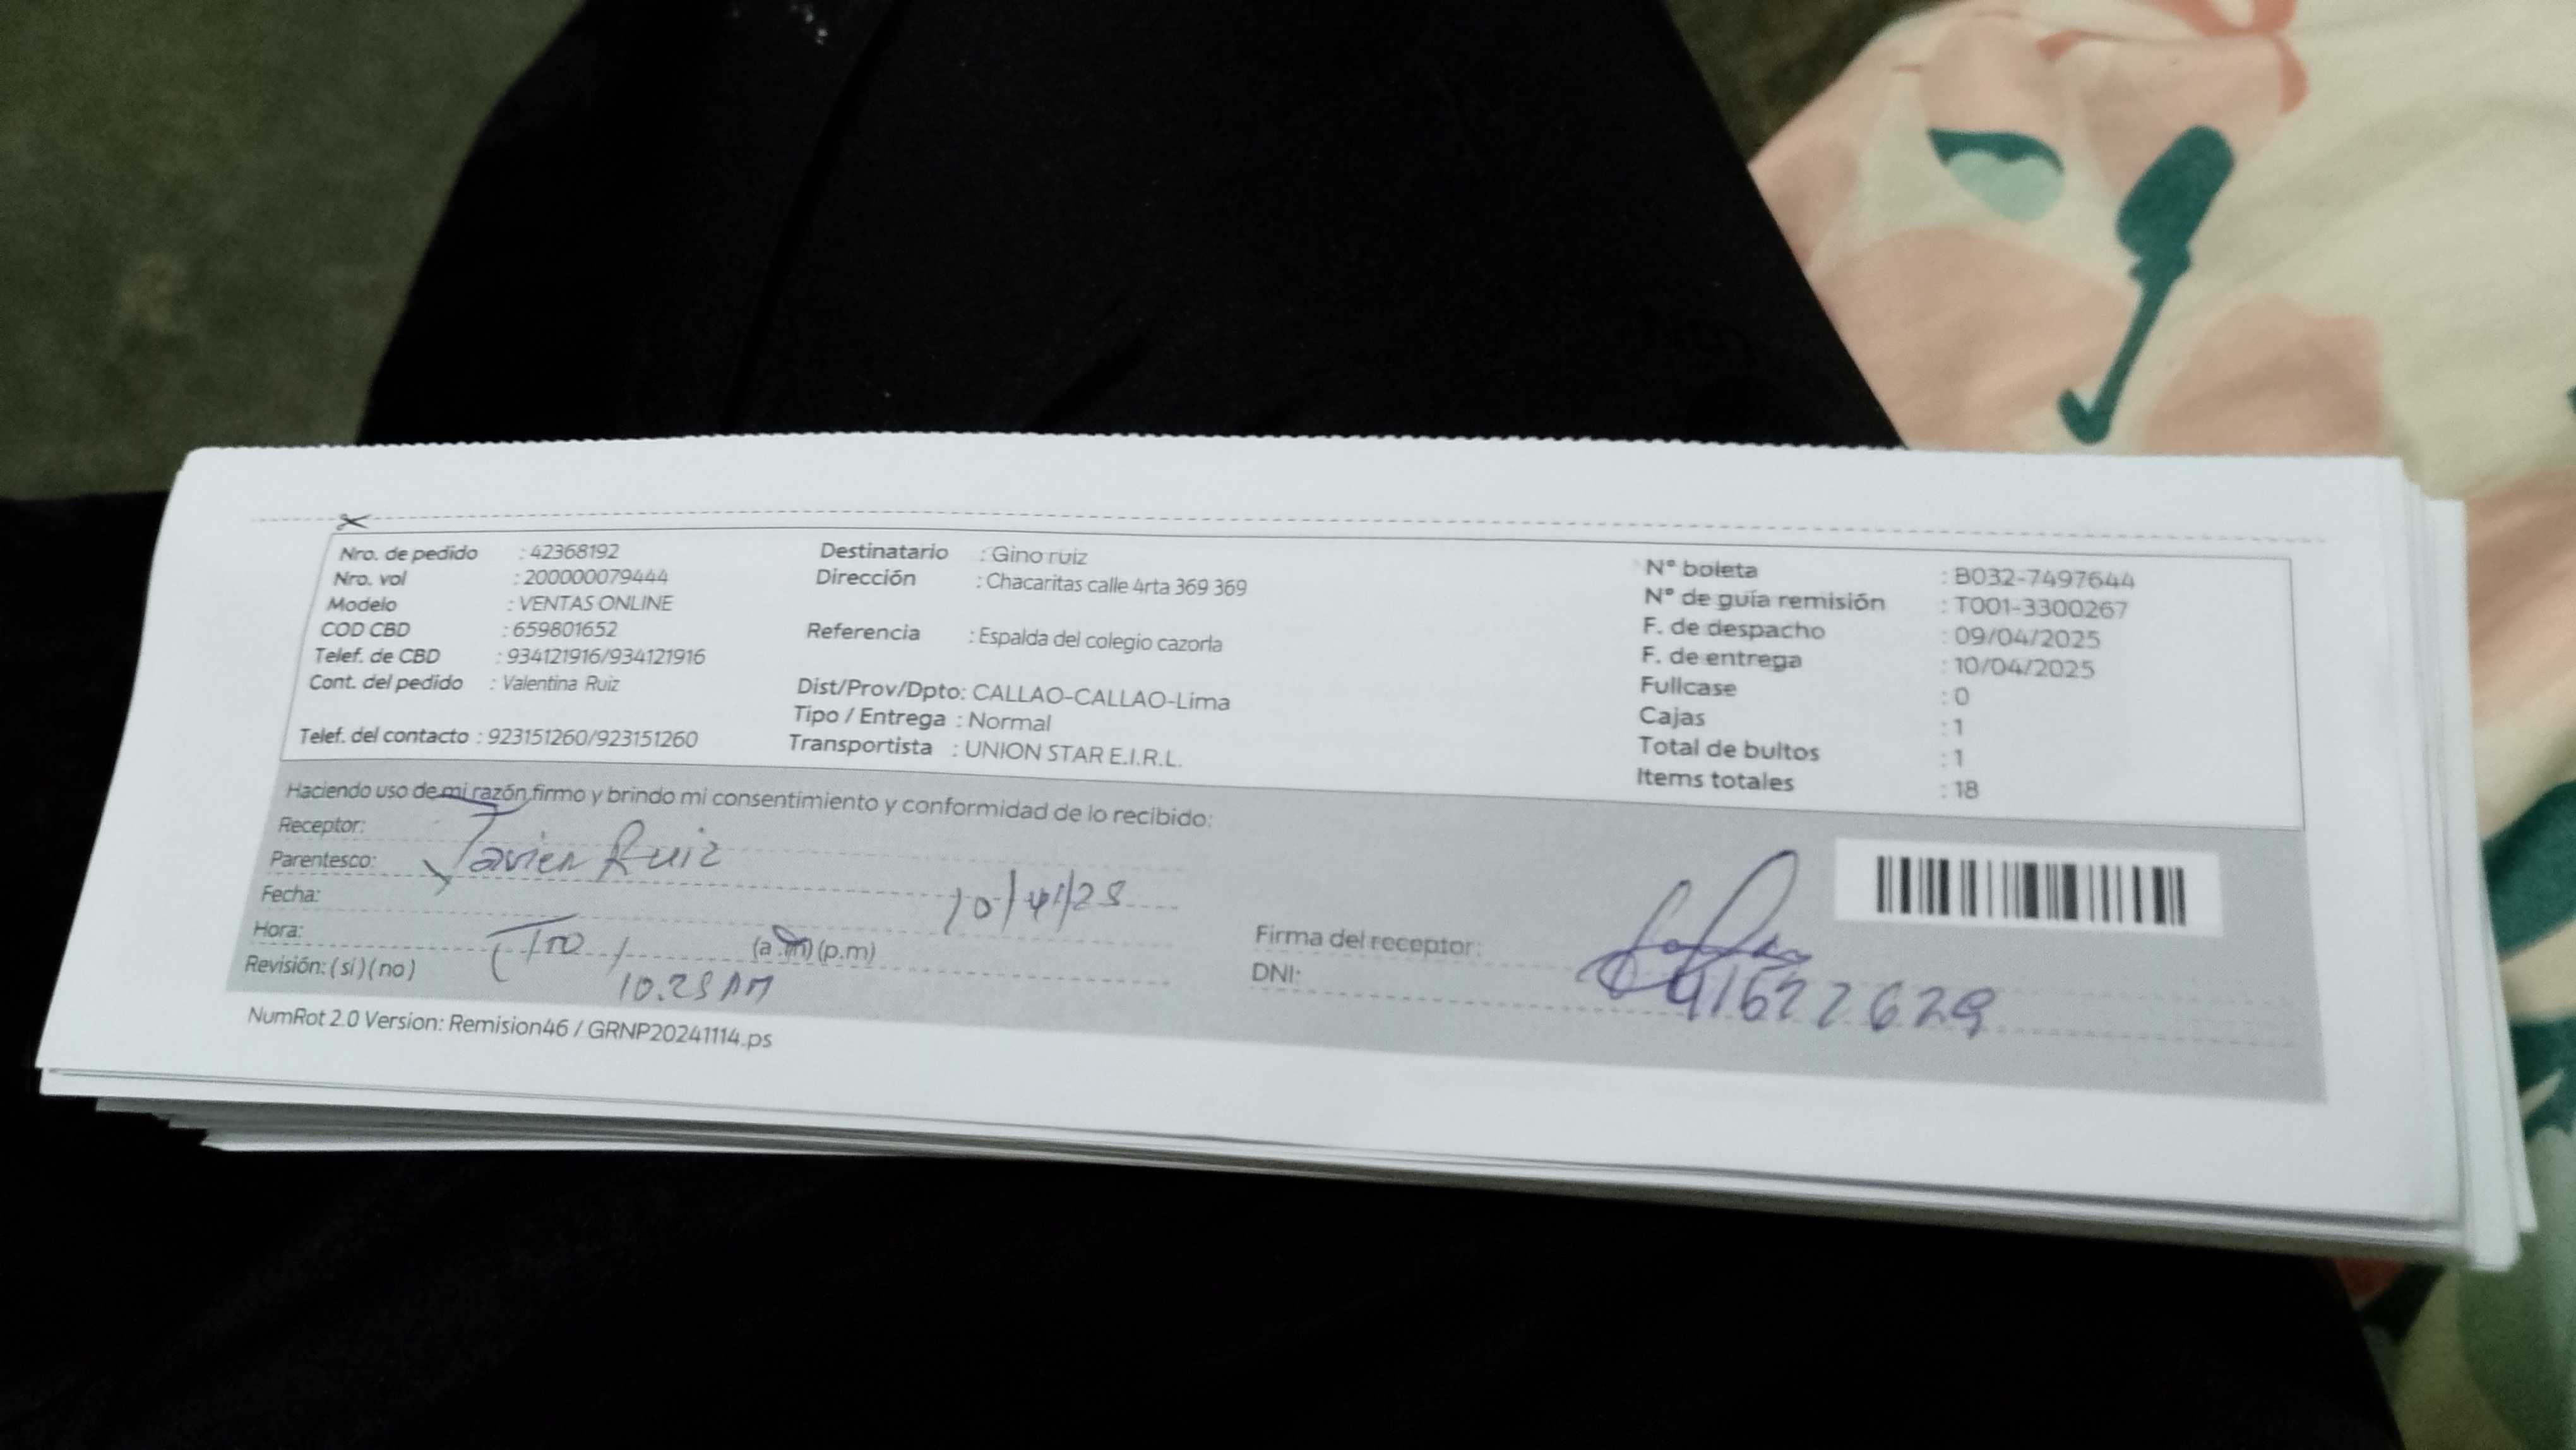 Nro. de pedido : 42368192
Nro. vol : 200000079444
Modelo : VENTAS ONLINE
COD CBD : 659801652
Telef. de CBD : 934121916/934121916
Cont. del pedido : Valentina Ruiz
Telef. del contacto : 923151260/923151260
Destinatario : Gino ruiz
Dirección : Chacaritas calle 4rta 369 369
Referencia : Espalda del colegio cazorla
Dist/Prov/Dpto: CALLAO-CALLAO-Lima
Tipo / Entrega : Normal
Transportista : UNION STAR E.I.R.L.
N° boleta : B032-7497644
N° de guía remisión : T001-3300267
F. de despacho : 09/04/2025
F. de entrega : 10/04/2025
Fullcase : 0
Cajas : 1
Total de bultos : 1
Items totales : 18
Haciendo uso de mi razón firmo y brindo mi consentimiento y conformidad de lo recibido:
Receptor:
Parentesco: Javier Ruiz
Fecha: 10/4/25
Hora: (a.m) (p.m)
Revisión: ( si ) ( no ) 10.25 AM
Firma del receptor:
DNI: 
NumRot 2.0 Version: Remision46 / GRNP20241114.ps